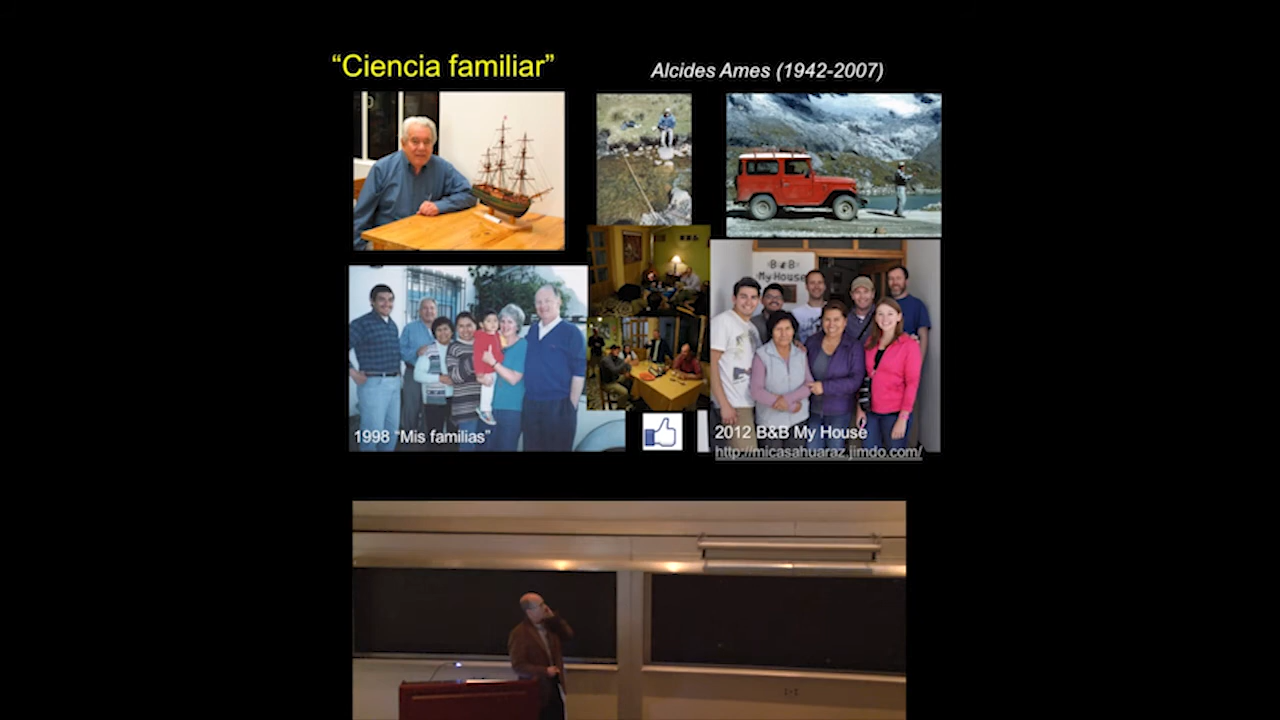 “Ciencia familiar”
Alcides Ames (1942-2007)
B&B
My House
1998 “Mis familias”
2012 B&B My House
http://micasahuaraz.jimdo.com/